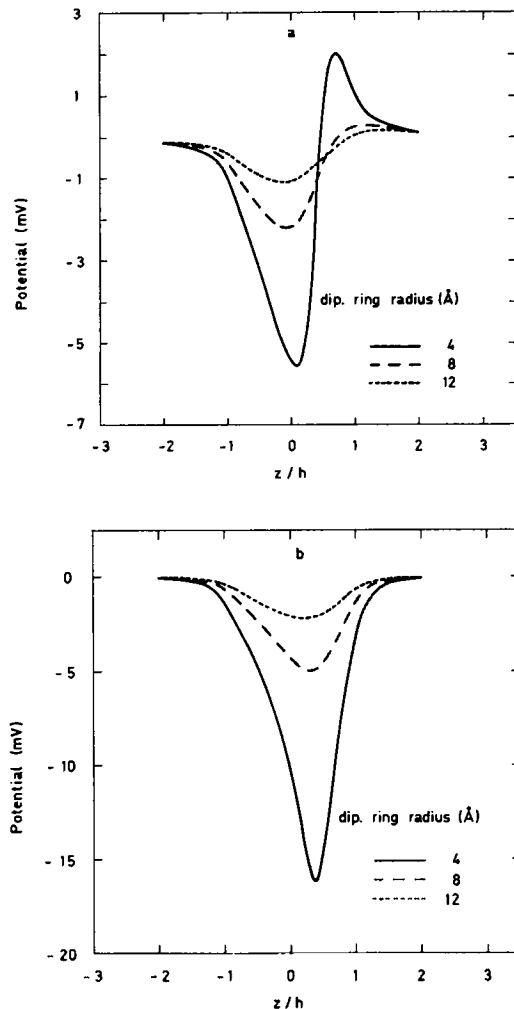 a
3
1
-1
-3
-5
-7
Potential (mV)
dip. ring radius (Å)
4
8
12
-3 -2 -1 0 1 2 3
z / h
b
0
-5
-10
-15
-20
Potential (mV)
dip. ring radius (Å)
4
8
12
-3 -2 -1 0 1 2 3
z / h